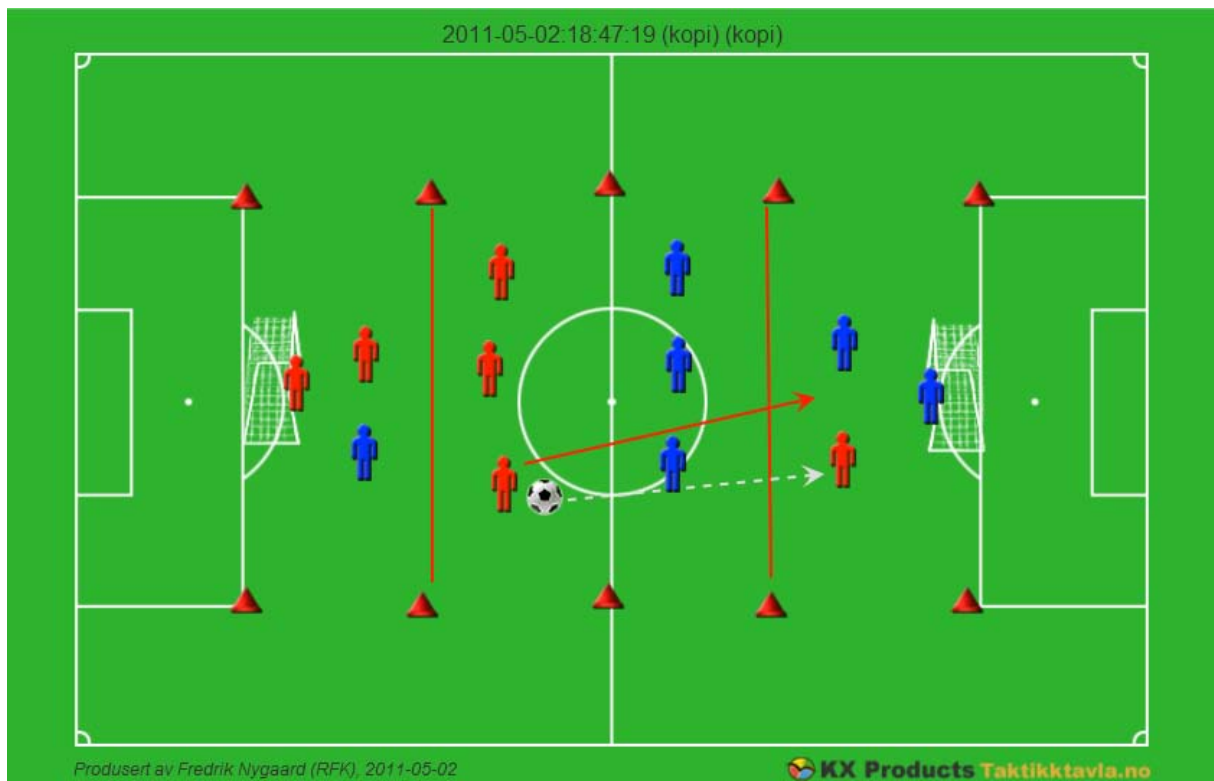 2011-05-02:18:47:19 (kopi) (kopi)
Produsert av Fredrik Nygaard (RFK), 2011-05-02
KX Products Taktikktavla.no